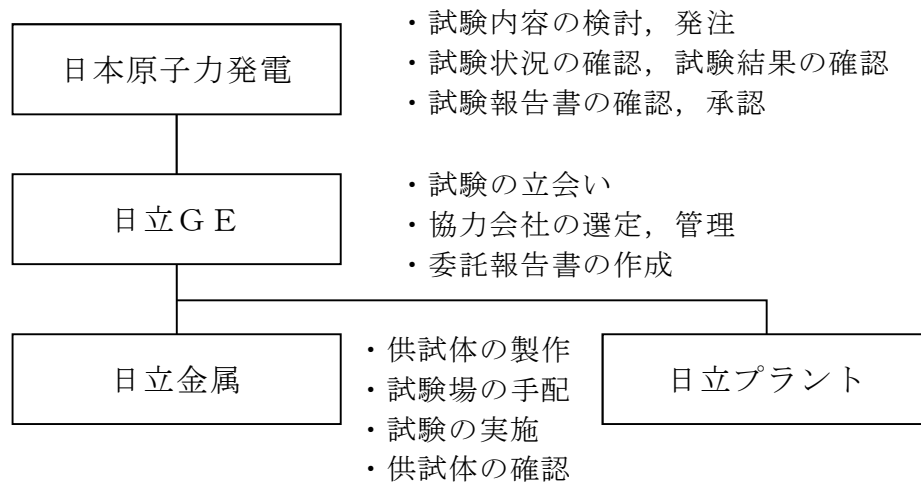 日本原子力発電
・試験内容の検討，発注
・試験状況の確認，試験結果の確認
・試験報告書の確認，承認
日立ＧＥ
・試験の立会い
・協力会社の選定，管理
・委託報告書の作成
日立金属
・供試体の製作
・試験場の手配
・試験の実施
・供試体の確認
日立プラント